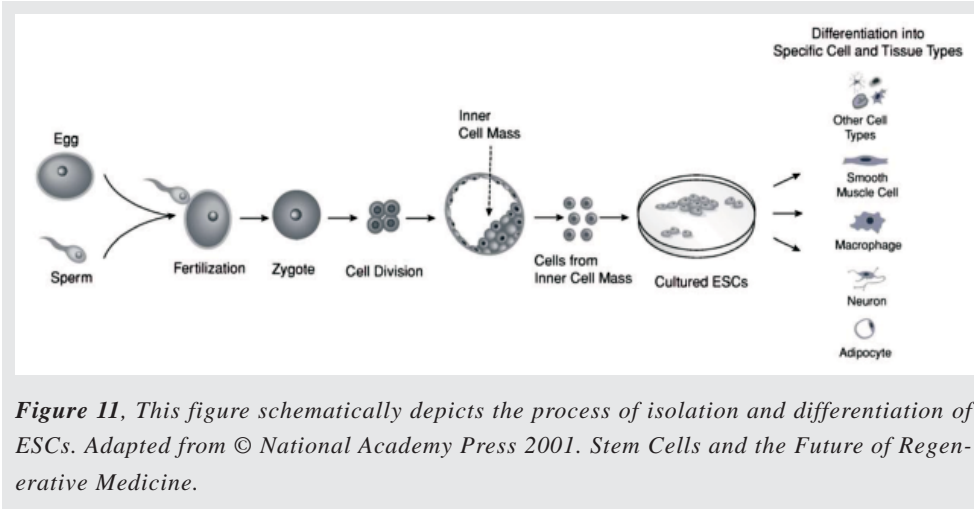 Differentiation into
Specific Cell and Tissue Types
Inner
Cell Mass
Egg
Other Cell
Types
Smooth
Muscle Cell
Macrophage
Sperm
Fertilization
Zygote
Cell Division
Cells from
Inner Cell Mass
Cultured ESCs
Neuron
Adipocyte
Figure 11, This figure schematically depicts the process of isolation and differentiation of
ESCs. Adapted from © National Academy Press 2001. Stem Cells and the Future of Regen-
erative Medicine.